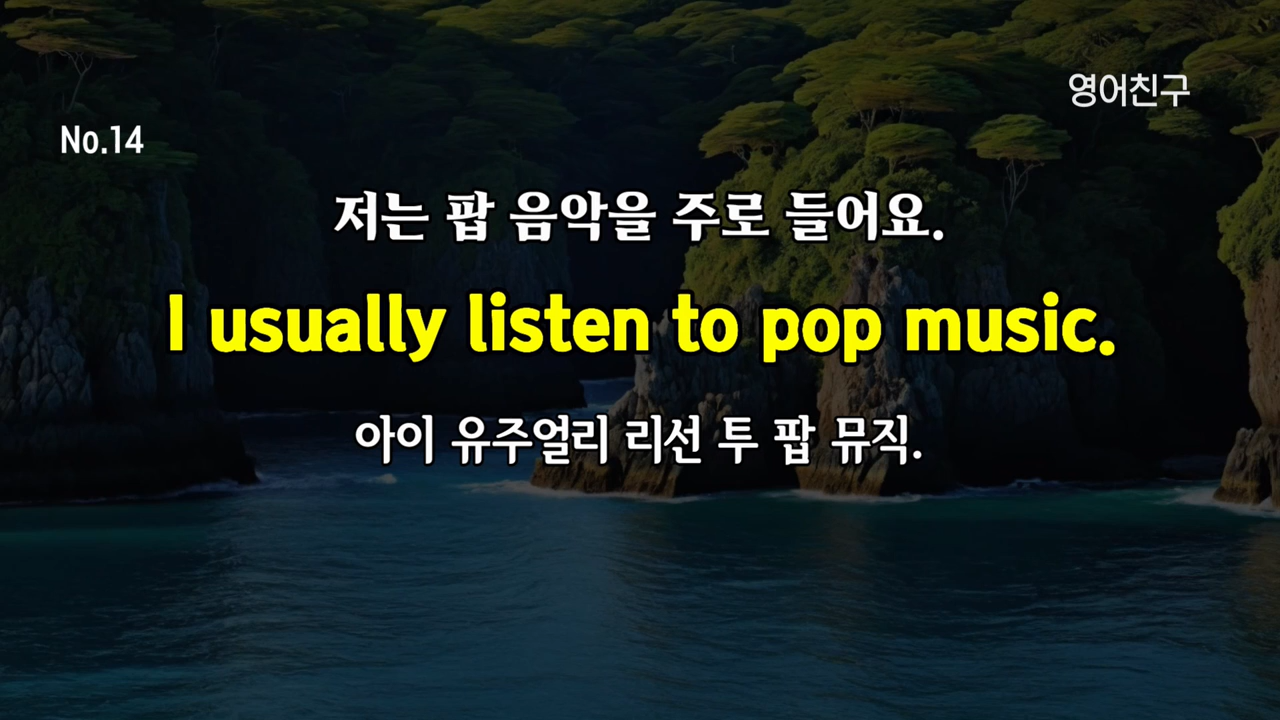 영어친구
No.14
저는 팝 음악을 주로 들어요.
I usually listen to pop music.
아이 유주얼리 리선 투 팝 뮤직.